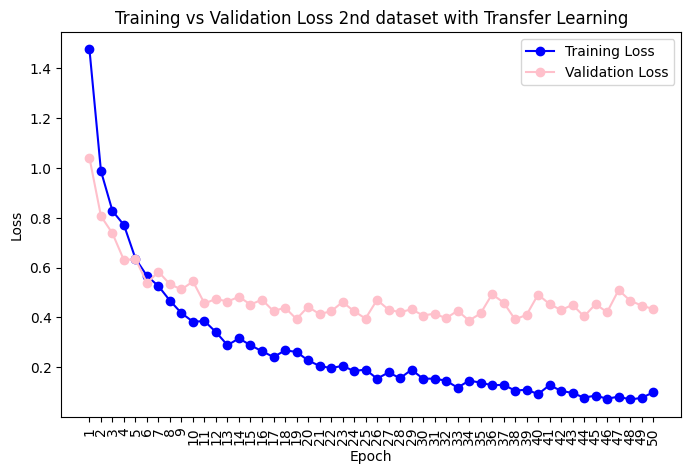 Training vs Validation Loss 2nd dataset with Transfer Learning
Training Loss
Validation Loss
Loss
1.4
1.2
1.0
0.8
0.6
0.4
0.2
1 2 3 4 5 6 7 8 9 10 11 12 13 14 15 16 17 18 19 20 21 22 23 24 25 26 27 28 29 30 31 32 33 34 35 36 37 38 39 40 41 42 43 44 45 46 47 48 49 50
Epoch